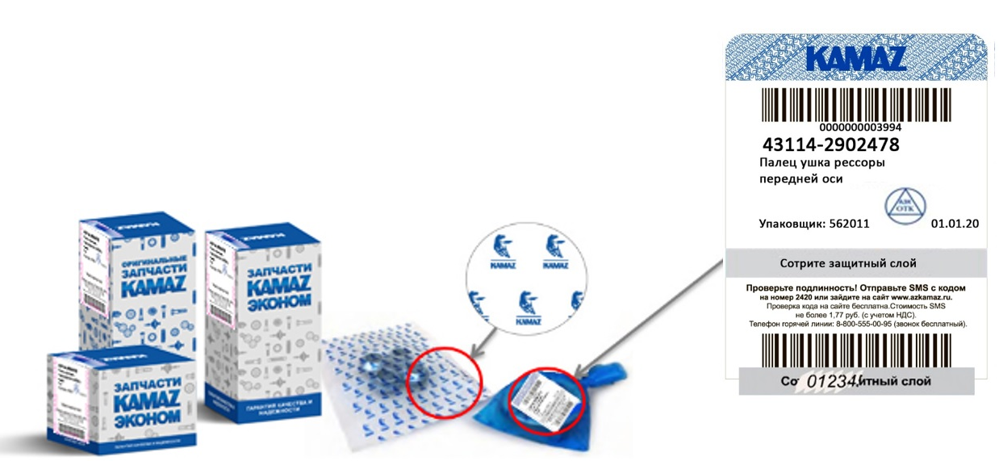 KAMAZ
0000000003994
43114-2902478
Палец ушка рессоры
передней оси
АЗК
ОТК
Упаковщик: 562011 01.01.20
Сотрите защитный слой
Проверьте подлинность! Отправьте SMS с кодом
на номер 2420 или зайдите на сайт www.azkamaz.ru.
Проверка кода на сайте бесплатна.Стоимость SMS
не более 1,77 руб. (с учетом НДС).
Телефон горячей линии: 8-800-555-00-95 (звонок бесплатный).
Со 01234 итный слой
KAMAZ
ОРИГИНАЛЬНЫЕ
ЗАПЧАСТИ
KAMAZ
KAMAZ
ЗАПЧАСТИ
KAMAZ
ЭКОНОМ
ГАРАНТИЯ КАЧЕСТВА И
НАДЕЖНОСТИ
KAMAZ
ЗАПЧАСТИ
KAMAZ
ЭКОНОМ
KAMAZ KAMAZ
KAMAZ